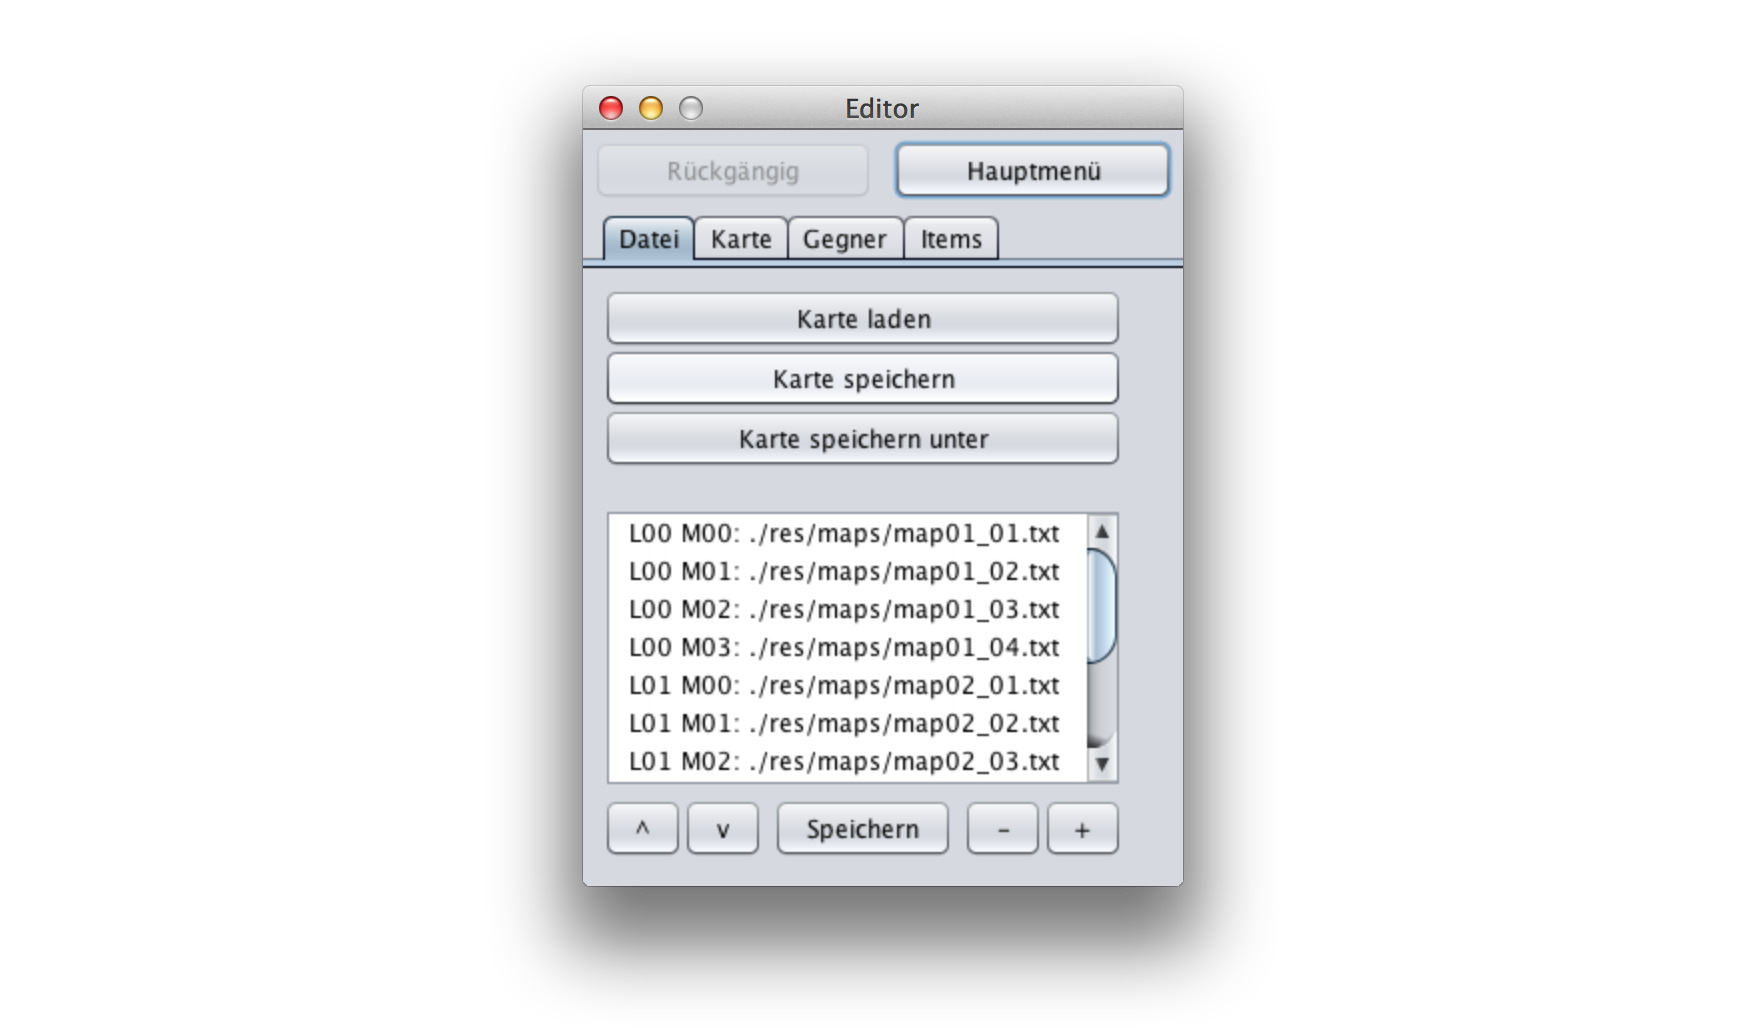 Editor
Rückgängig Hauptmenü
Datei Karte Gegner Items
Karte laden
Karte speichern
Karte speichern unter
L00 M00: ./res/maps/map01_01.txt
L00 M01: ./res/maps/map01_02.txt
L00 M02: ./res/maps/map01_03.txt
L00 M03: ./res/maps/map01_04.txt
L01 M00: ./res/maps/map02_01.txt
L01 M01: ./res/maps/map02_02.txt
L01 M02: ./res/maps/map02_03.txt
^ v Speichern - +